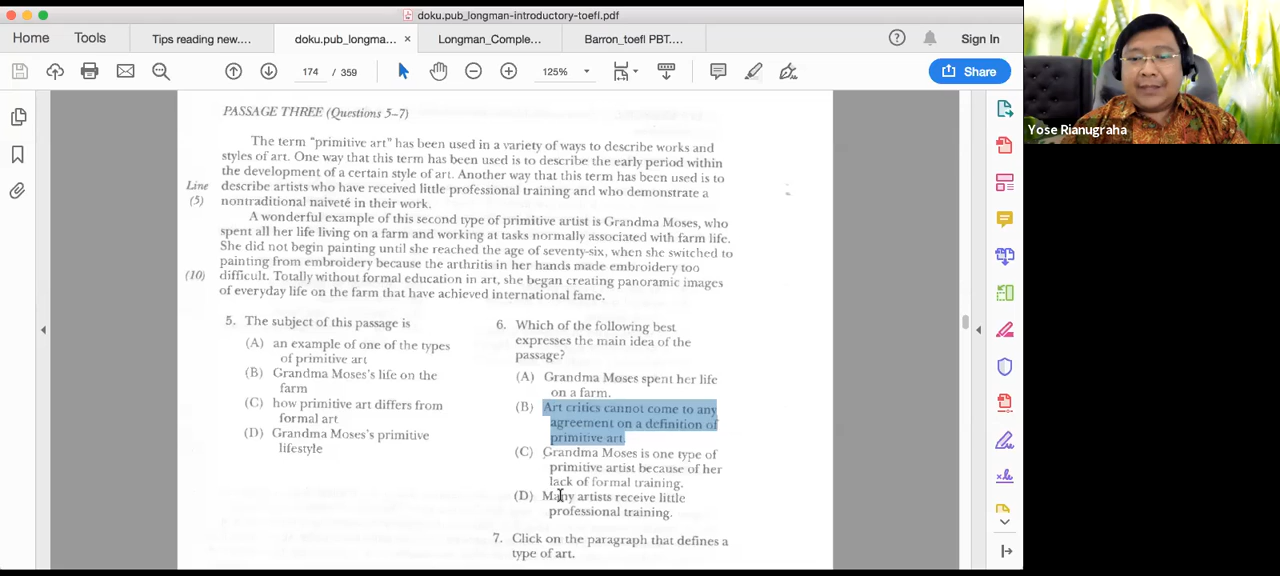 doku.pub_longman-introductory-toefl.pdf
Home
Tools
Tips reading new....
doku.pub_longma...
×
Longman_Comple...
Barron_toefl PBT....
Sign In
174 / 359
125%
Share
Yose Rianugraha
PASSAGE THREE (Questions 5–7)
The term "primitive art" has been used in a variety of ways to describe works and
styles of art. One way that this term has been used is to describe the early period within
the development of a certain style of art. Another way that this term has been used is to
Line describe artists who have received little professional training and who demonstrate a
(5) nontraditional naiveté in their work.
A wonderful example of this second type of primitive artist is Grandma Moses, who
spent all her life living on a farm and working at tasks normally associated with farm life.
She did not begin painting until she reached the age of seventy-six, when she switched to
painting from embroidery because the arthritis in her hands made embroidery too
(10) difficult. Totally without formal education in art, she began creating panoramic images
of everyday life on the farm that have achieved international fame.
5. The subject of this passage is
(A) an example of one of the types
of primitive art
(B) Grandma Moses's life on the
farm
(C) how primitive art differs from
formal art
(D) Grandma Moses's primitive
lifestyle
6. Which of the following best
expresses the main idea of the
passage?
(A) Grandma Moses spent her life
on a farm.
(B) Art critics cannot come to any
agreement on a definition of
primitive art.
(C) Grandma Moses is one type of
primitive artist because of her
lack of formal training.
(D) Many artists receive little
professional training.
7. Click on the paragraph that defines a
type of art.